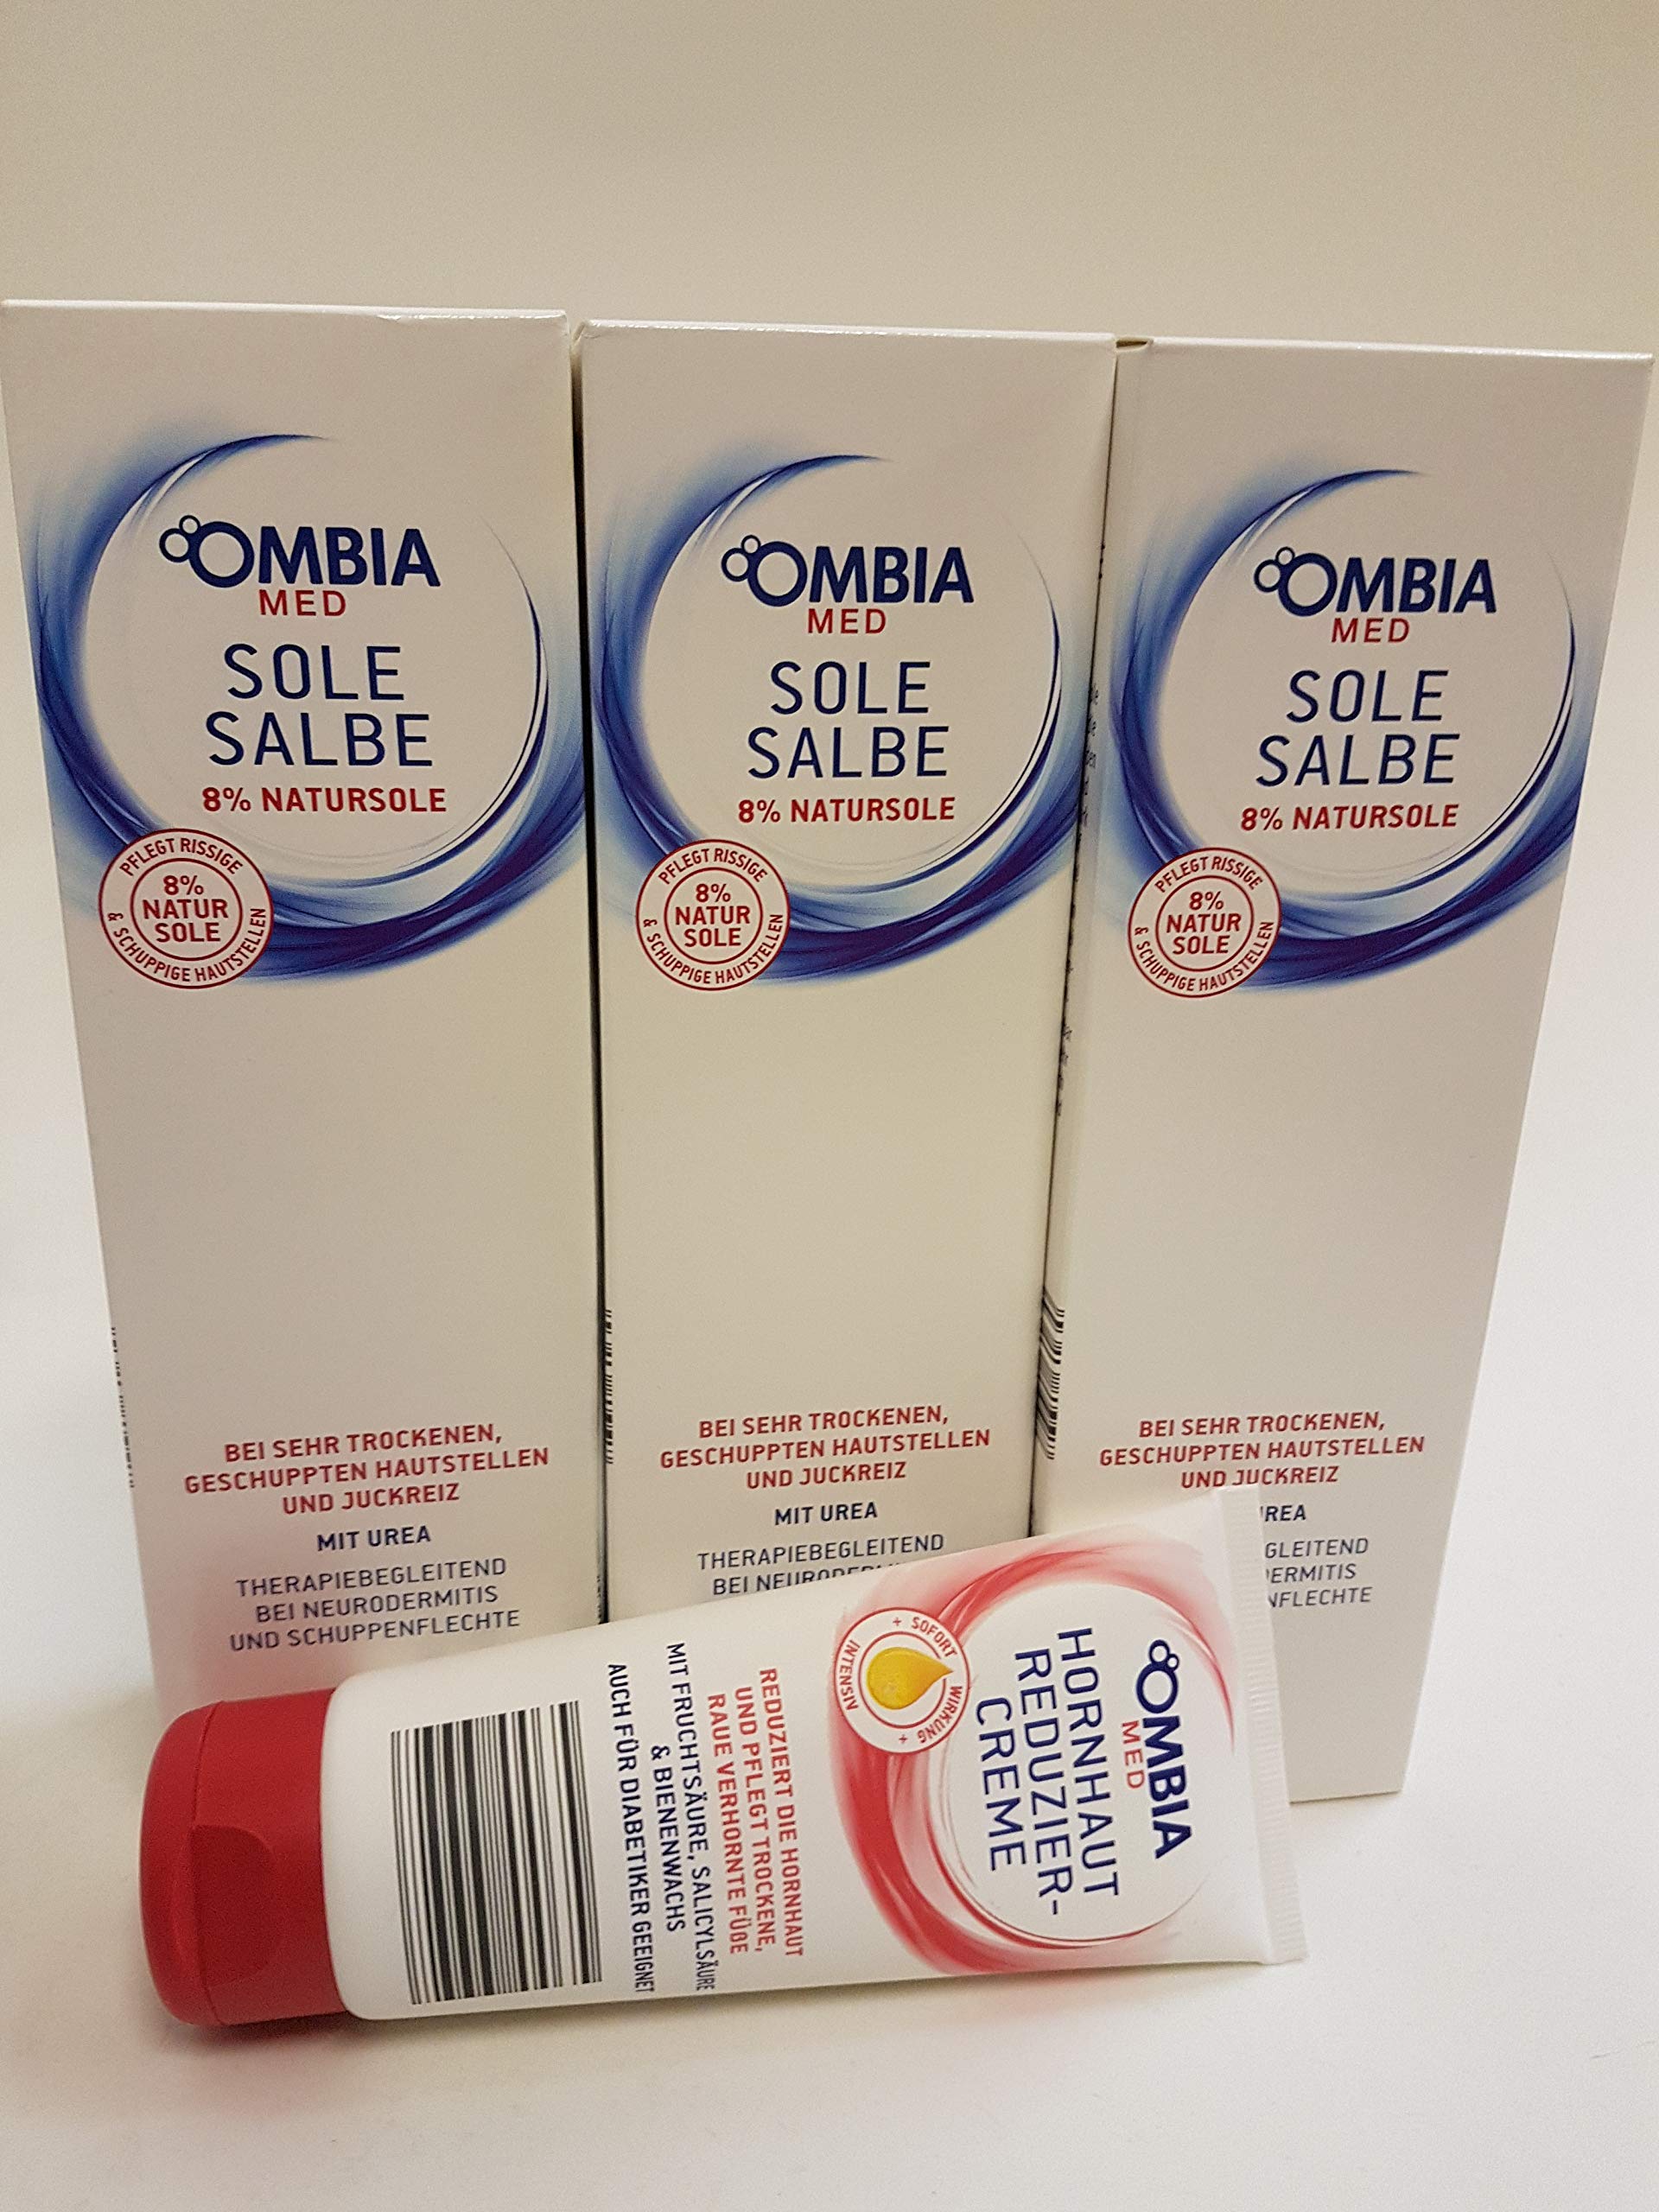 OMBIA
MED
SOLE
SALBE
8% NATURSOLE
PFLEGT RISSIGE
& SCHUPPIGE HAUTSTELLEN
8%
NATUR
SOLE
BEI SEHR TROCKENEN,
GESCHUPPTEN HAUTSTELLEN
UND JUCKREIZ
MIT UREA
THERAPIEBEGLEITEND
BEI NEURODERMITIS
UND SCHUPPENFLECHTE
OMBIA
MED
SOLE
SALBE
8% NATURSOLE
PFLEGT RISSIGE
& SCHUPPIGE HAUTSTELLEN
8%
NATUR
SOLE
BEI SEHR TROCKENEN,
GESCHUPPTEN HAUTSTELLEN
UND JUCKREIZ
MIT UREA
THERAPIEBEGLEITEND
BEI
OMBIA
MED
SOLE
SALBE
8% NATURSOLE
PFLEGT RISSIGE
& SCHUPPIGE HAUTSTELLEN
8%
NATUR
SOLE
BEI SEHR TROCKENEN,
GESCHUPPTEN HAUTSTELLEN
UND JUCKREIZ
OMBIA
MED
HORNHAUT
REDUZIER-
CREME
+ SOFORT WIRKUNG + INTENSIV
REDUZIERT DIE HORNHAUT
UND PFLEGT TROCKENE,
RAUE VERHORNTE FÜßE
MIT FRUCHTSÄURE, SALICYLSÄURE
& BIENENWACHS
AUCH FÜR DIABETIKER GEEIGNET